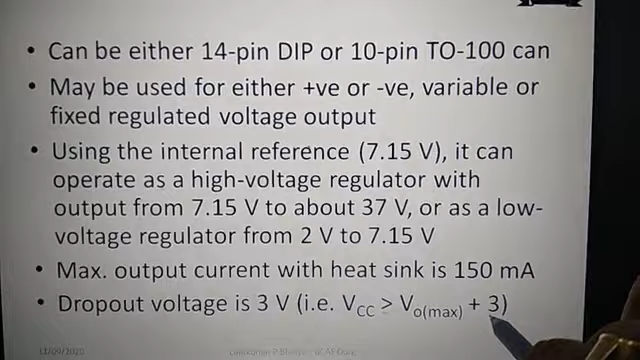 • Can be either 14-pin DIP or 10-pin TO-100 can
• May be used for either +ve or -ve, variable or
fixed regulated voltage output
• Using the internal reference (7.15 V), it can
operate as a high-voltage regulator with
output from 7.15 V to about 37 V, or as a low-
voltage regulator from 2 V to 7.15 V
• Max. output current with heat sink is 150 mA
• Dropout voltage is 3 V (i.e. VCC > Vo(max) + 3)
11/09/2020